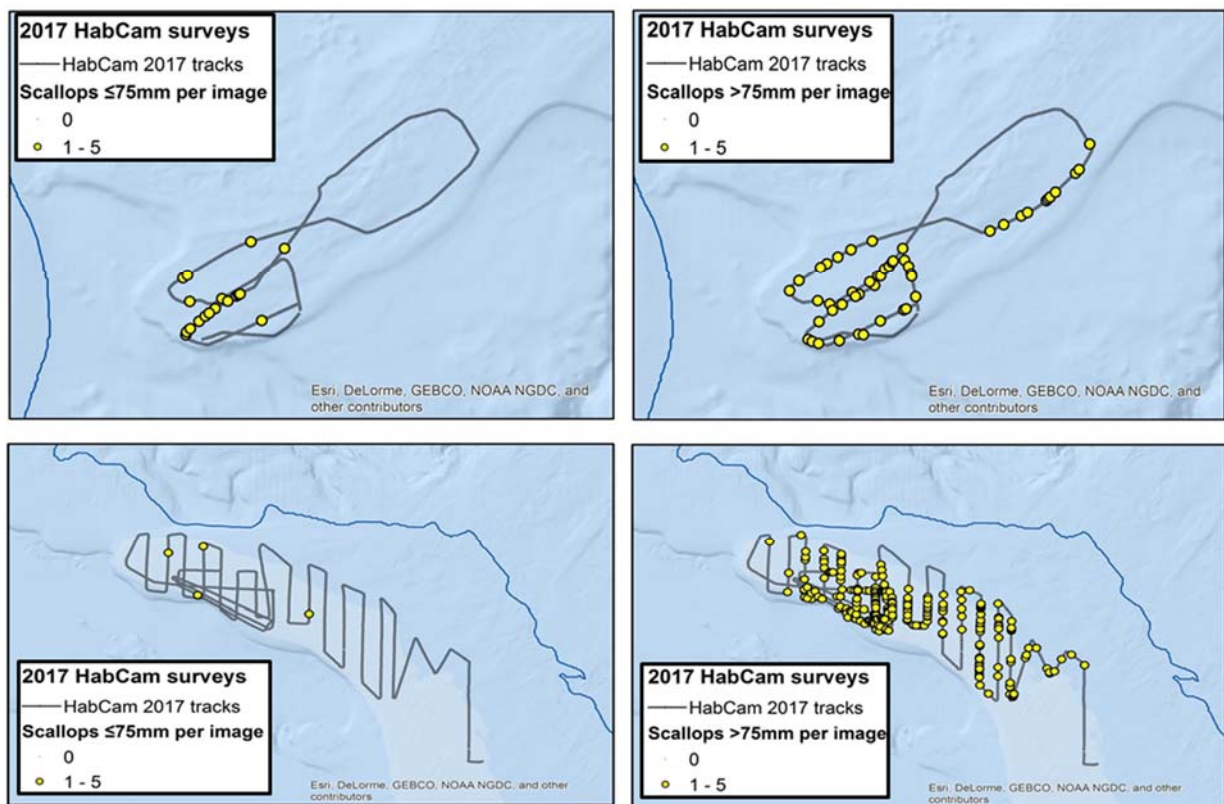 2017 HabCam surveys
HabCam 2017 tracks
Scallops ≤75mm per image
0
1 - 5
Esri, DeLorme, GEBCO, NOAA NGDC, and
other contributors
2017 HabCam surveys
HabCam 2017 tracks
Scallops >75mm per image
0
1 - 5
Esri, DeLorme, GEBCO, NOAA NGDC, and
other contributors
2017 HabCam surveys
HabCam 2017 tracks
Scallops ≤75mm per image
0
1 - 5
Esri, DeLorme, GEBCO, NOAA NGDC, and other
contributors
2017 HabCam surveys
HabCam 2017 tracks
Scallops >75mm per image
0
1 - 5
Esri, DeLorme, GEBCO, NOAA NGDC, and other
contributors